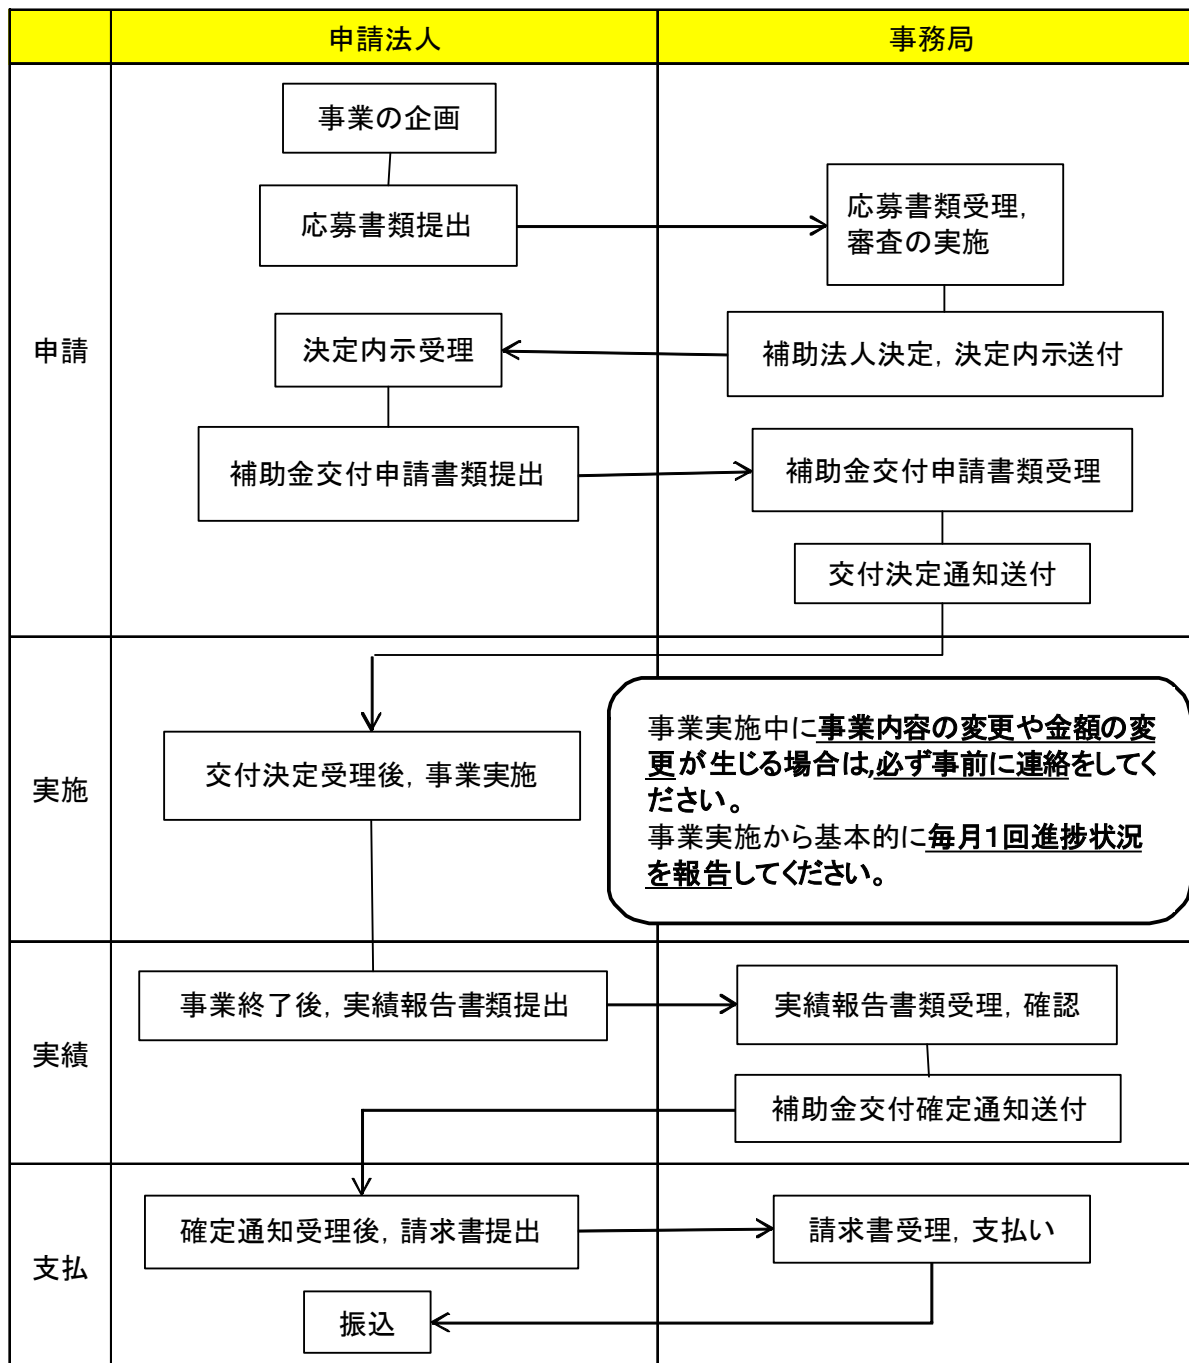 申請法人
事務局
申請
事業の企画
応募書類提出
応募書類受理，
審査の実施
補助法人決定，決定内示送付
決定内示受理
補助金交付申請書類提出
補助金交付申請書類受理
交付決定通知送付
実施
交付決定受理後，事業実施
事業実施中に事業内容の変更や金額の変
更が生じる場合は,必ず事前に連絡をしてく
ださい。
事業実施から基本的に毎月1回進捗状況
を報告してください。
実績
事業終了後，実績報告書類提出
実績報告書類受理，確認
補助金交付確定通知送付
支払
確定通知受理後，請求書提出
請求書受理，支払い
振込